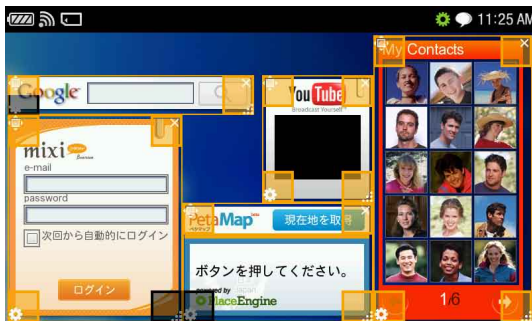 11:25 AM
My Contacts
Google
You Tube
Broadcast Yourself
mixi
e-mail
password
次回から自動的にログイン
ログイン
PetaMap
現在地を取得
ボタンを押してください。
powered by
PlaceEngine
1/6